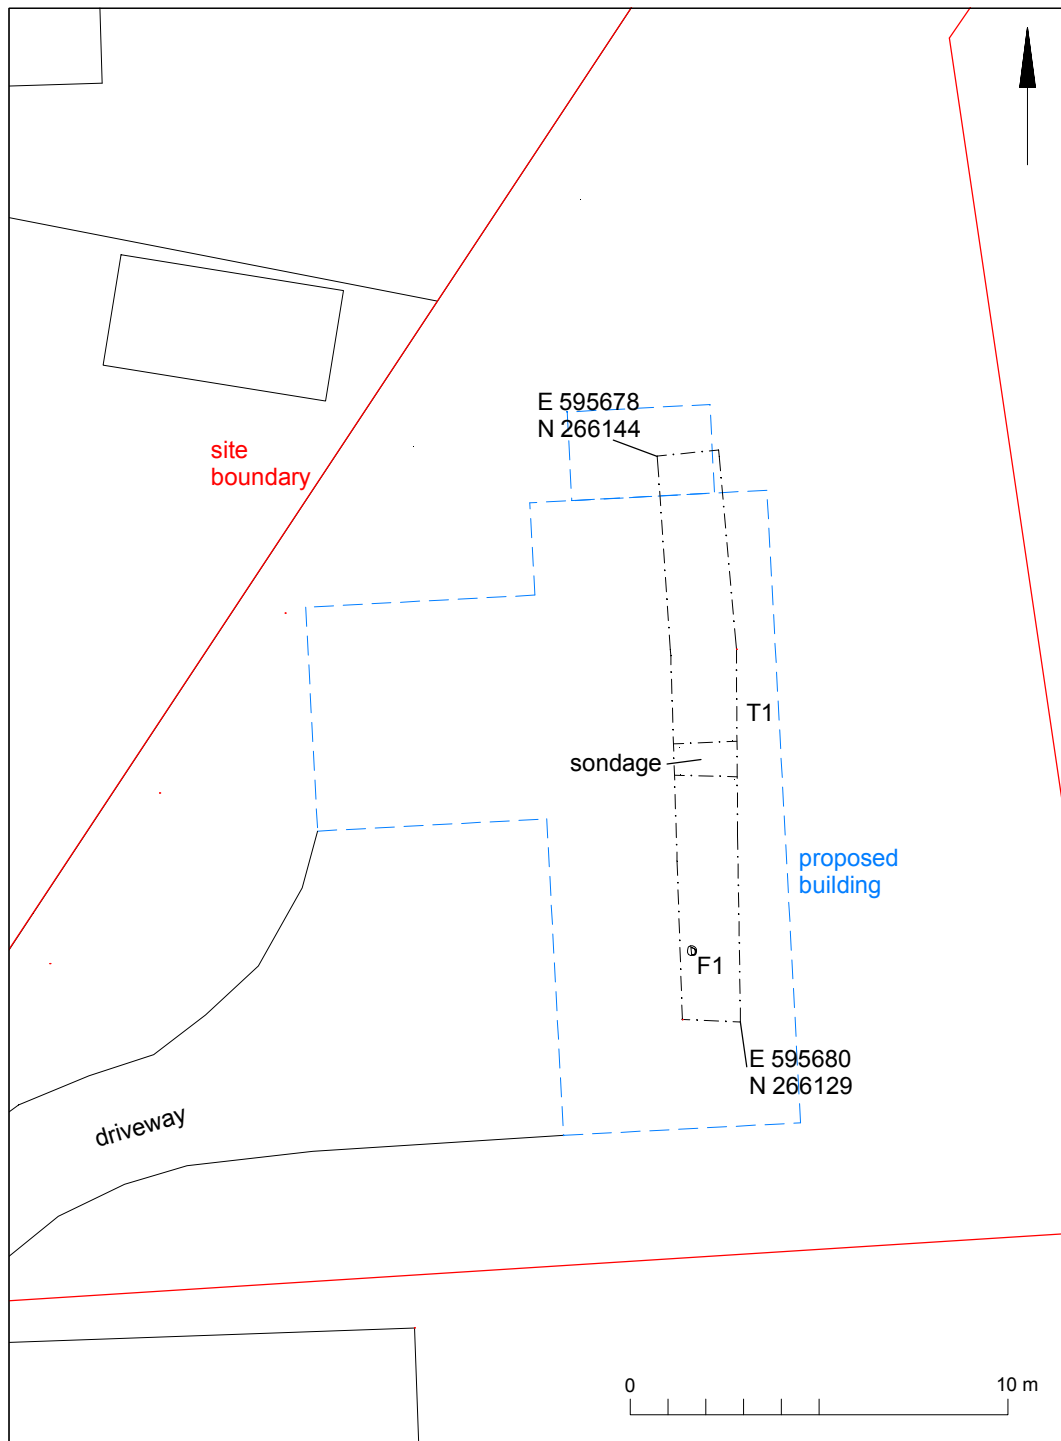 E 595678
N 266144
site
boundary
T1
sondage
proposed
building
F1
E 595680
N 266129
driveway
0
10 m